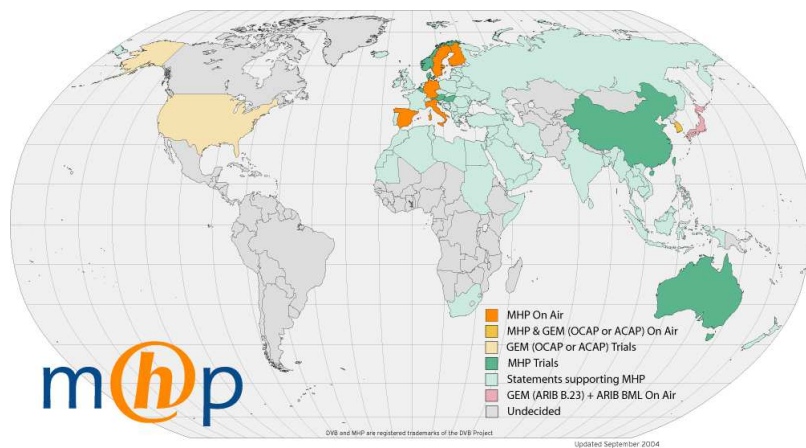 MHP On Air
MHP & GEM (OCAP or ACAP) On Air
GEM (OCAP or ACAP) Trials
MHP Trials
Statements supporting MHP
GEM (ARIB B.23) + ARIB BML On Air
Undecided
mhp
DVB and MHP are registered trademarks of the DVB Project
Updated September 2004